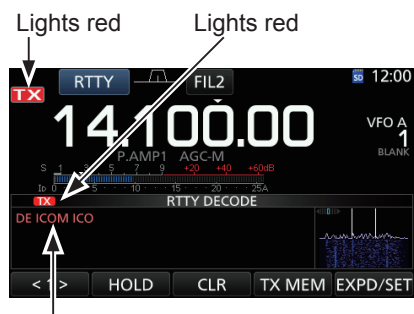 Lights red Lights red
TX RTTY FIL2 SD 12:00
14.100.00
VFO A
1
BLANK
P.AMP1 AGC-M
S 1 3 5 7 9 +20 +40 +60dB
ID 0 5 10 15 20 25A
TX RTTY DECODE
DE ICOM ICO
< 1 > HOLD CLR TX MEM EXPD/SET